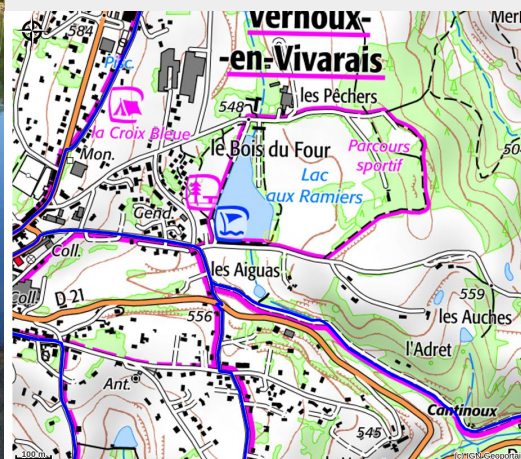 Vernoux-
-en-Vivarais
Merl
584
Pisc.
548
les Pêchers
la Croix Bleue
Mon.
le Bois du Four
Parcours
sportif
50
Lac
aux Ramiers
Gend.
Coll.
les Aiguas
Coll.
D 21
559
556
les Auches
l'Adret
Ant.
Cantinoux
545
100 m
(c) IGN Geoportai